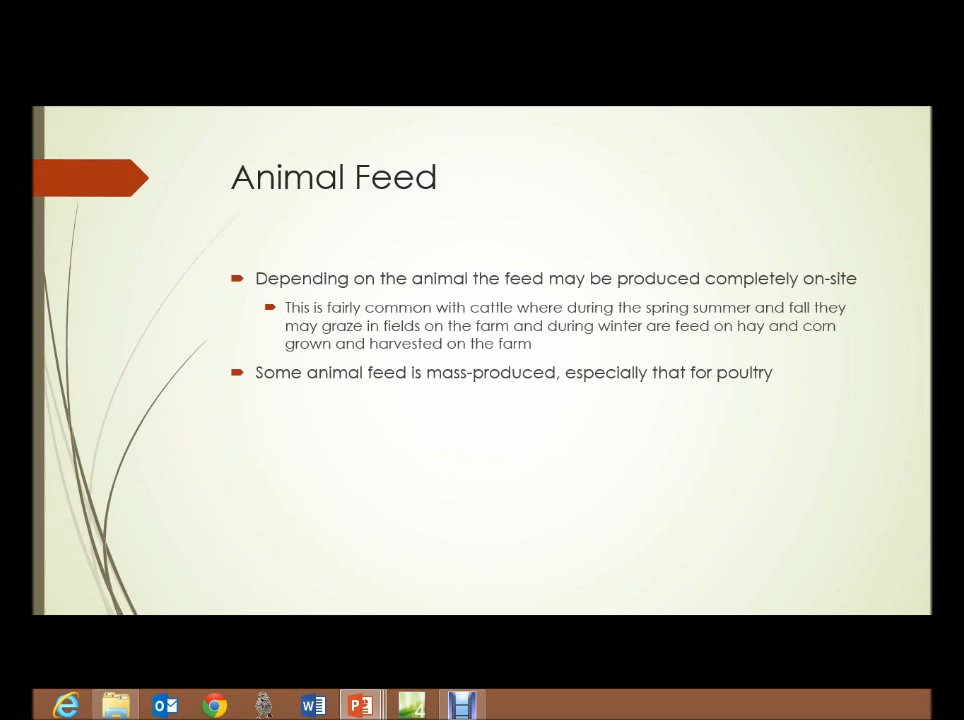 Animal Feed
Depending on the animal the feed may be produced completely on-site
This is fairly common with cattle where during the spring summer and fall they
may graze in fields on the farm and during winter are feed on hay and corn
grown and harvested on the farm
Some animal feed is mass-produced, especially that for poultry